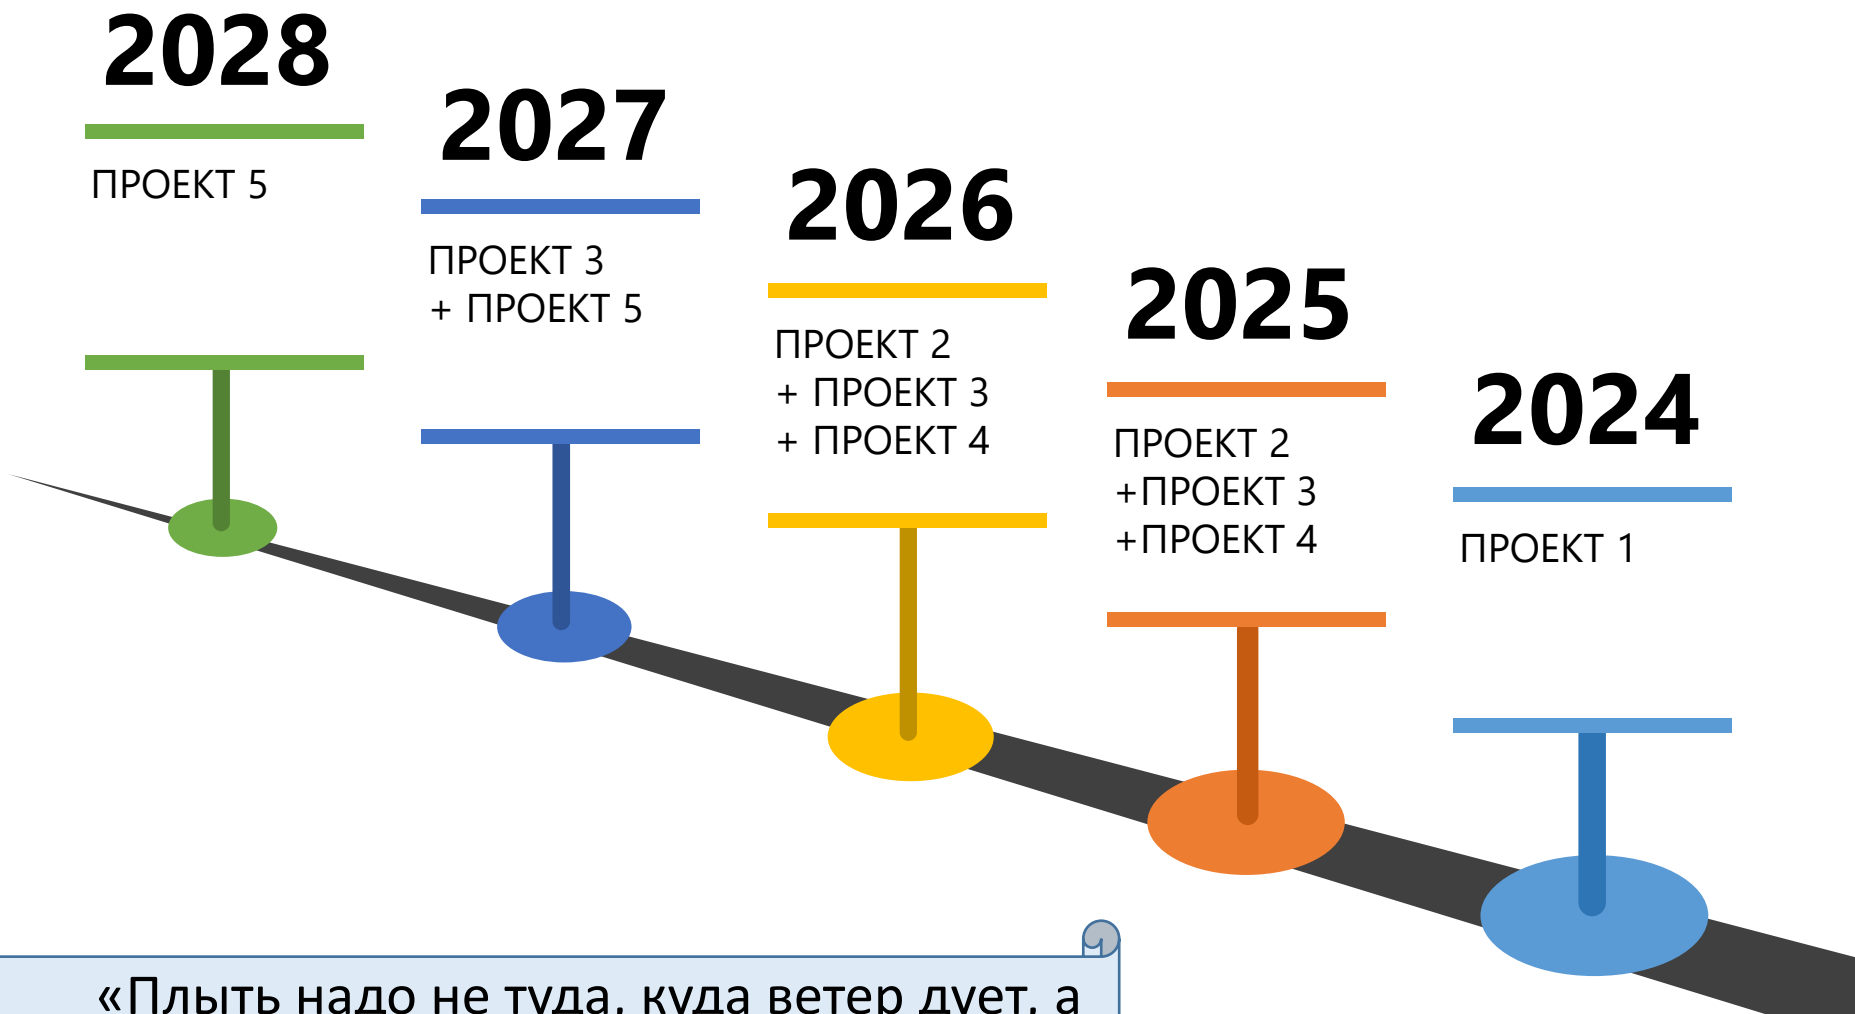 2028
ПРОЕКТ 5
2027
ПРОЕКТ 3
+ ПРОЕКТ 5
2026
ПРОЕКТ 2
+ ПРОЕКТ 3
+ ПРОЕКТ 4
2025
ПРОЕКТ 2
+ПРОЕКТ 3
+ПРОЕКТ 4
2024
ПРОЕКТ 1
«Плыть надо не туда, куда ветер дует, а